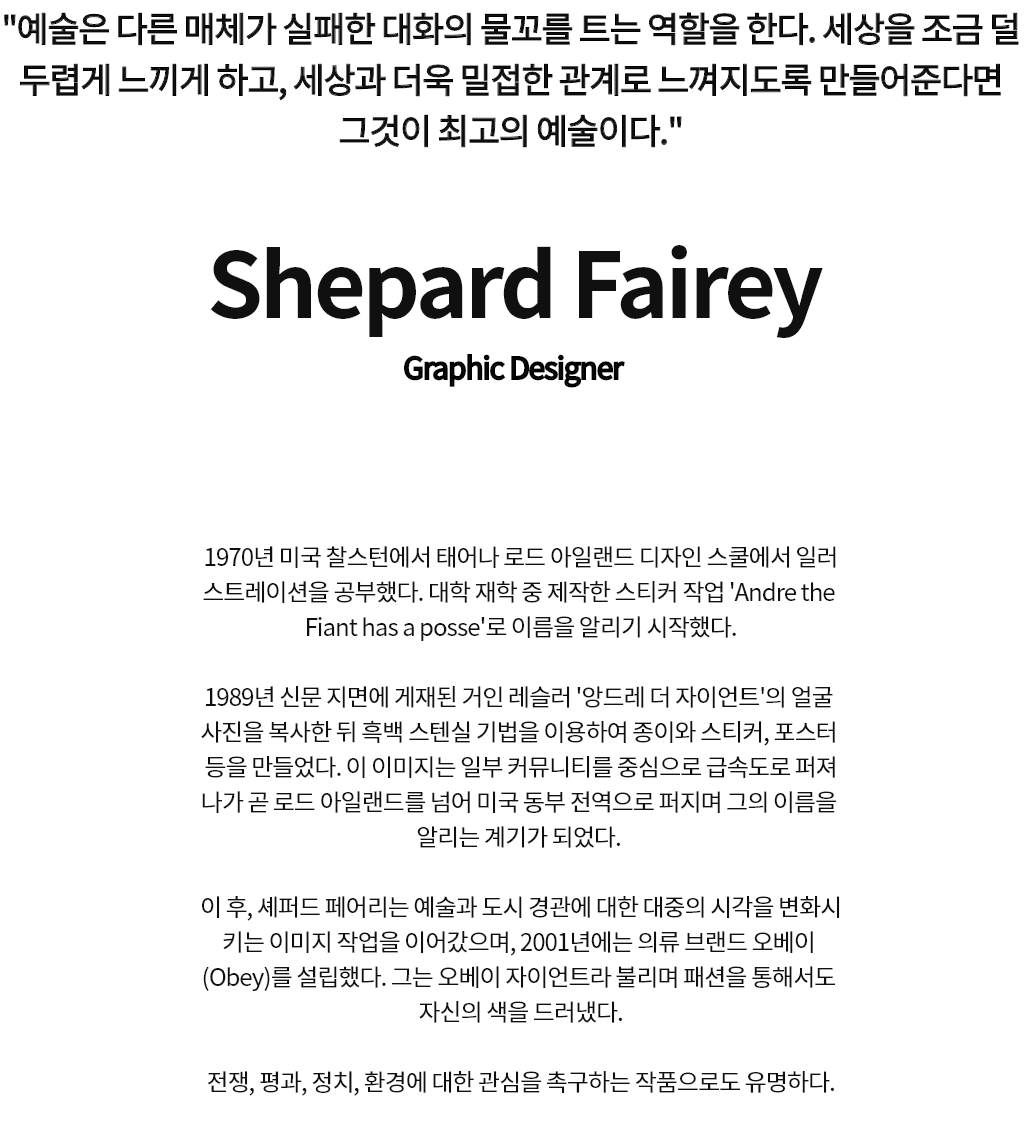 "예술은 다른 매체가 실패한 대화의 물꼬를 트는 역할을 한다. 세상을 조금 덜
두렵게 느끼게 하고, 세상과 더욱 밀접한 관계로 느껴지도록 만들어준다면
그것이 최고의 예술이다."
Shepard Fairey
Graphic Designer
1970년 미국 찰스턴에서 태어나 로드 아일랜드 디자인 스쿨에서 일러
스트레이션을 공부했다. 대학 재학 중 제작한 스티커 작업 'Andre the
Fiant has a posse'로 이름을 알리기 시작했다.
1989년 신문 지면에 게재된 거인 레슬러 '앙드레 더 자이언트'의 얼굴
사진을 복사한 뒤 흑백 스텐실 기법을 이용하여 종이와 스티커, 포스터
등을 만들었다. 이 이미지는 일부 커뮤니티를 중심으로 급속도로 퍼져
나가 곧 로드 아일랜드를 넘어 미국 동부 전역으로 퍼지며 그의 이름을
알리는 계기가 되었다.
이 후, 셰퍼드 페어리는 예술과 도시 경관에 대한 대중의 시각을 변화시
키는 이미지 작업을 이어갔으며, 2001년에는 의류 브랜드 오베이
(Obey)를 설립했다. 그는 오베이 자이언트라 불리며 패션을 통해서도
자신의 색을 드러냈다.
전쟁, 평과, 정치, 환경에 대한 관심을 촉구하는 작품으로도 유명하다.